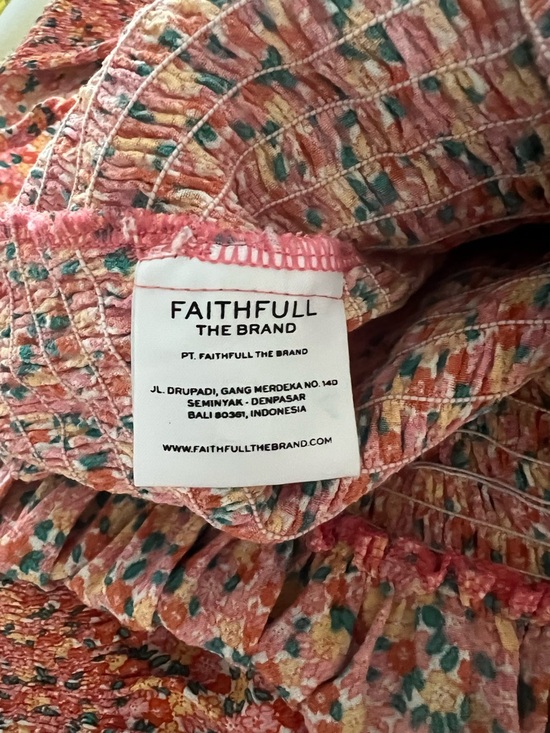 FAITHFULL
THE BRAND
PT. FAITHFULL THE BRAND
JL. DRUPADI, GANG MERDEKA NO. 14D
SEMINYAK - DENPASAR
BALI 80361, INDONESIA
WWW.FAITHFULLTHEBRAND.COM